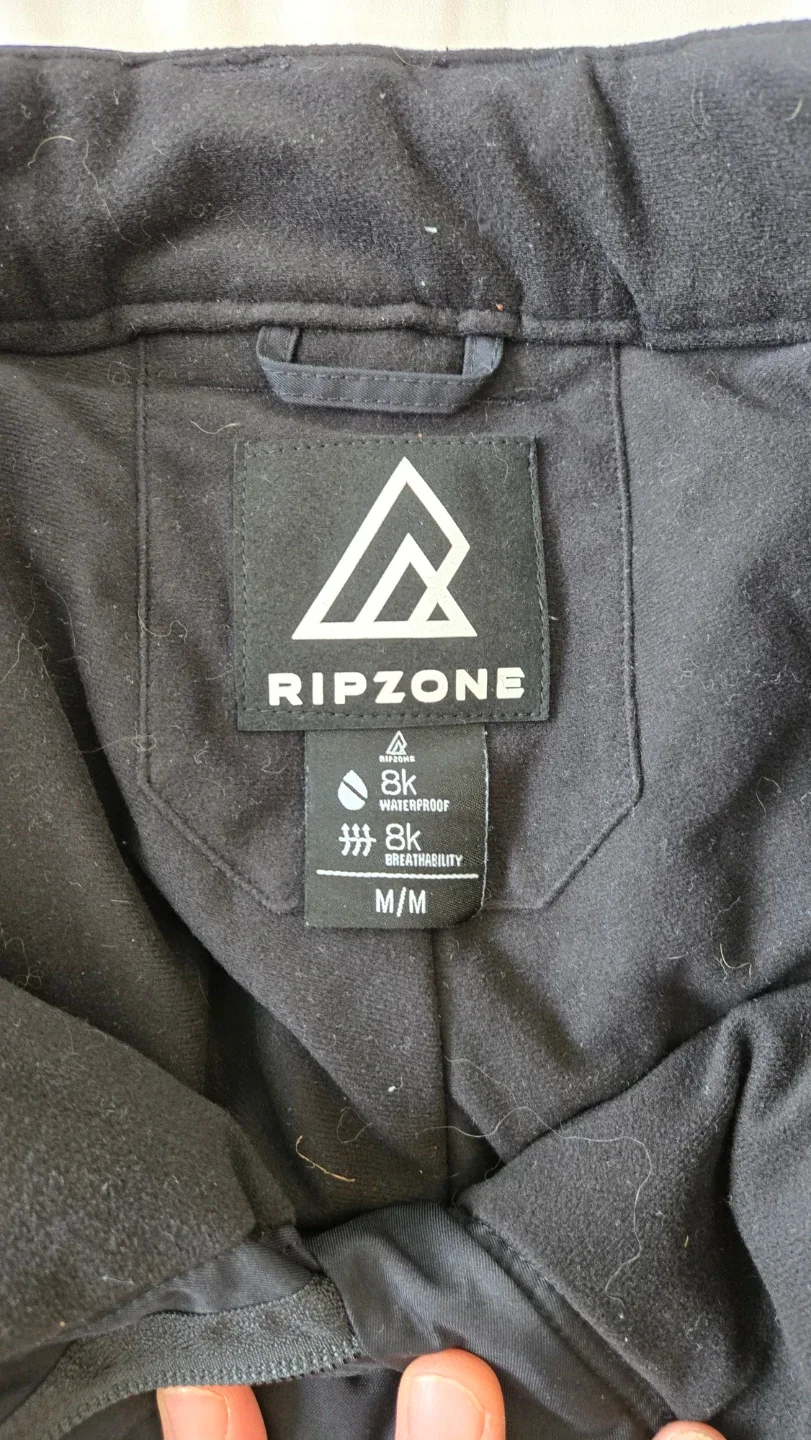 RIPZONE
RIPZONE
8k
WATERPROOF
8k
BREATHABILITY
M/M